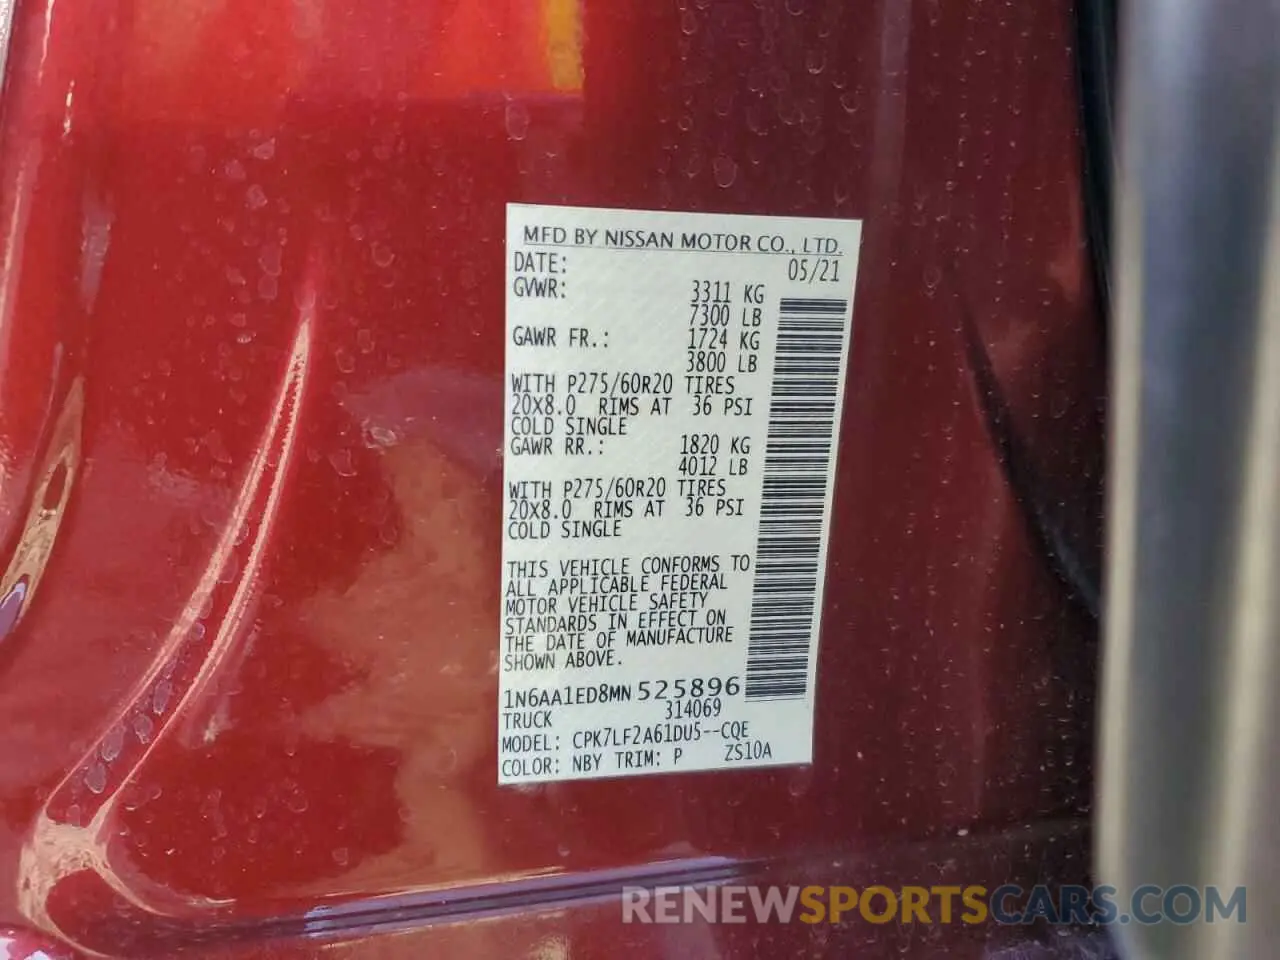 MFD BY NISSAN MOTOR CO., LTD.
DATE: 05/21
GVWR: 3311 KG
7300 LB
GAWR FR.: 1724 KG
3800 LB
WITH P275/60R20 TIRES
20X8.0 RIMS AT 36 PSI
COLD SINGLE
GAWR RR.: 1820 KG
4012 LB
WITH P275/60R20 TIRES
20X8.0 RIMS AT 36 PSI
COLD SINGLE
THIS VEHICLE CONFORMS TO
ALL APPLICABLE FEDERAL
MOTOR VEHICLE SAFETY
STANDARDS IN EFFECT ON
THE DATE OF MANUFACTURE
SHOWN ABOVE.
1N6AA1ED8MN525896
TRUCK 314069
MODEL: CPK7LF2A61DU5--CQE
COLOR: NBY TRIM: P ZS10A
RENEWSPORTSCARS.COM